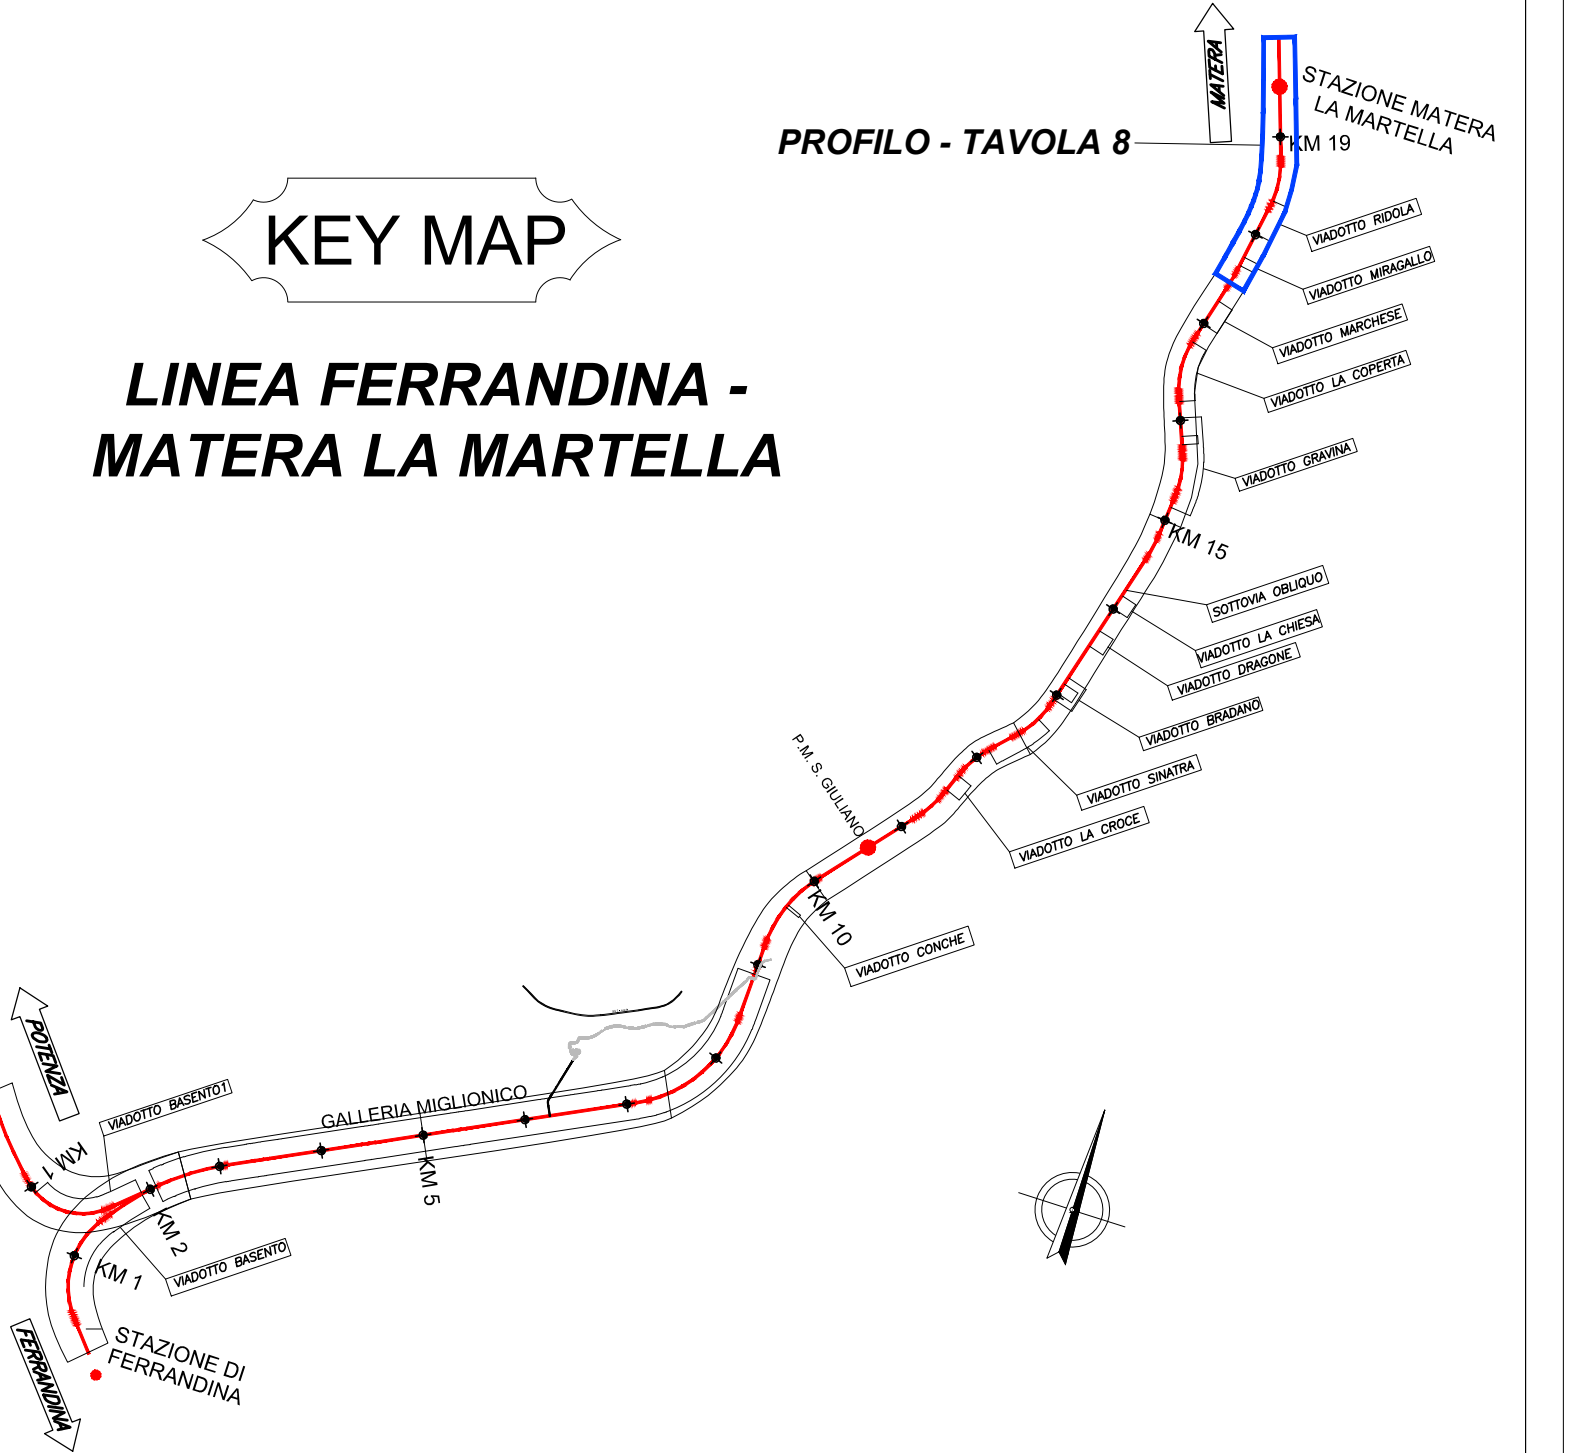 MATERA
STAZIONE MATERA
LA MARTELLA
PROFILO - TAVOLA 8
KM 19
KEY MAP
VIADOTTO RIDOLA
VIADOTTO MIRAGALLO
VIADOTTO MARCHESE
LINEA FERRANDINA -
MATERA LA MARTELLA
VIADOTTO LA COPERTA
VIADOTTO GRAVINA
KM 15
SOTTOVIA OBLIQUO
VIADOTTO LA CHIESA
VIADOTTO DRAGONE
VIADOTTO BRADANO
P.M. S. GIULIANO
VIADOTTO SINATRA
VIADOTTO LA CROCE
KM 10
VIADOTTO CONCHE
POTENZA
VIADOTTO BASENTO1
GALLERIA MIGLIONICO
KM 1
KM 5
KM 2
VIADOTTO BASENTO
KM 1
STAZIONE DI
FERRANDINA
FERRANDINA